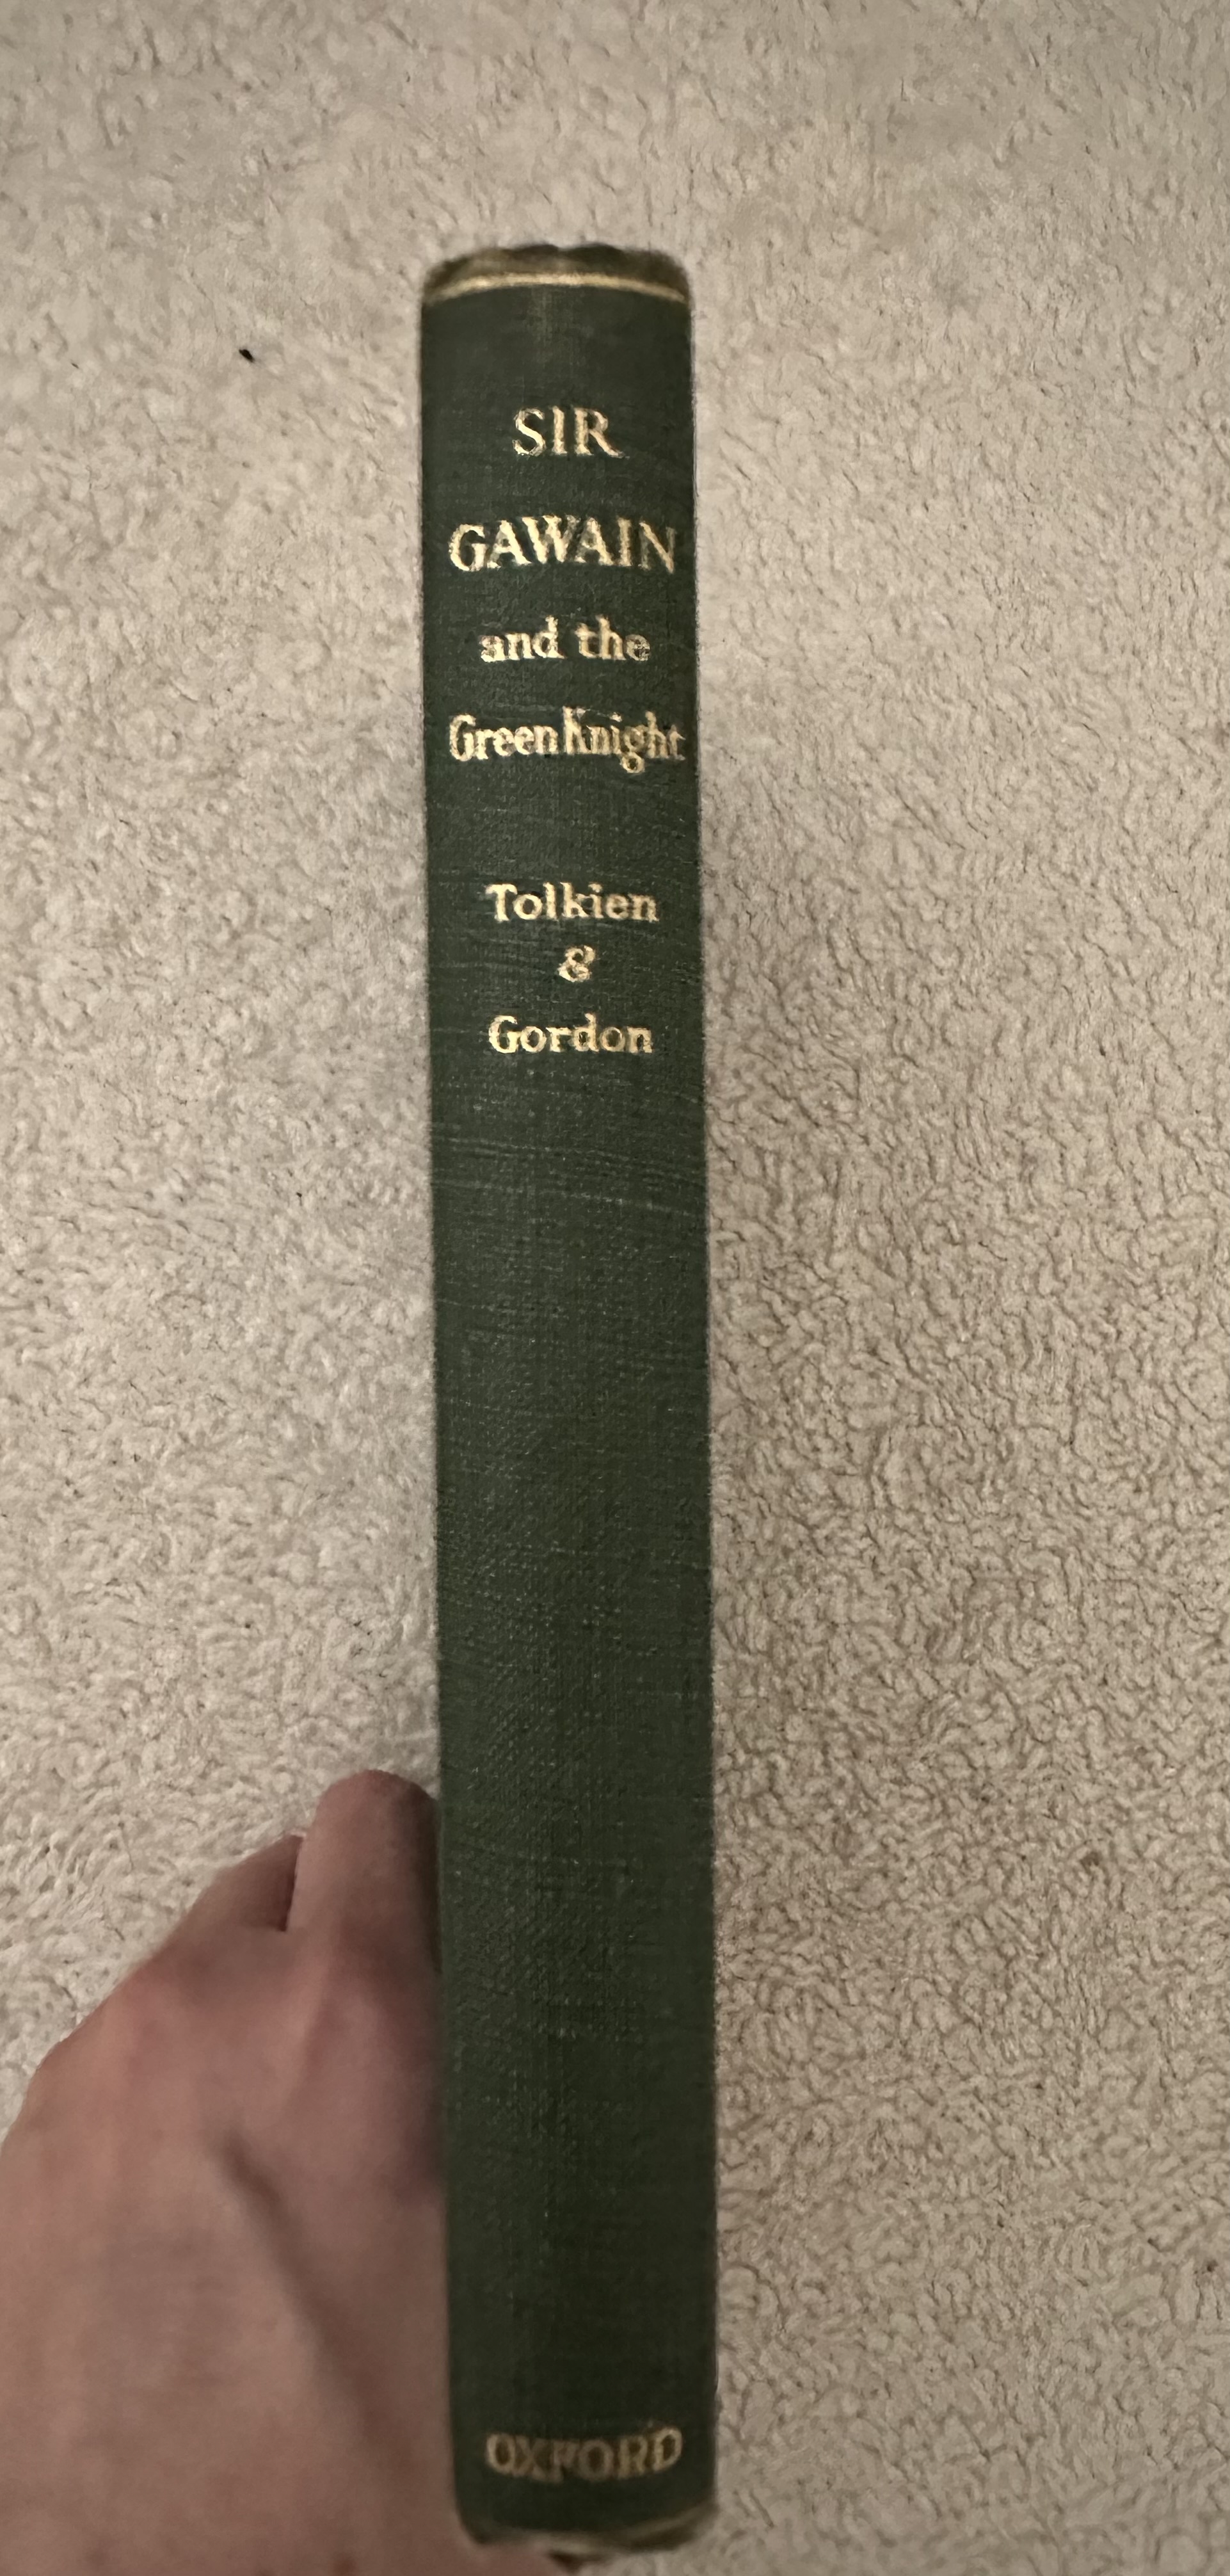 SIR
GAWAIN
and the
Green Knight
Tolkien
&
Gordon
OXFORD